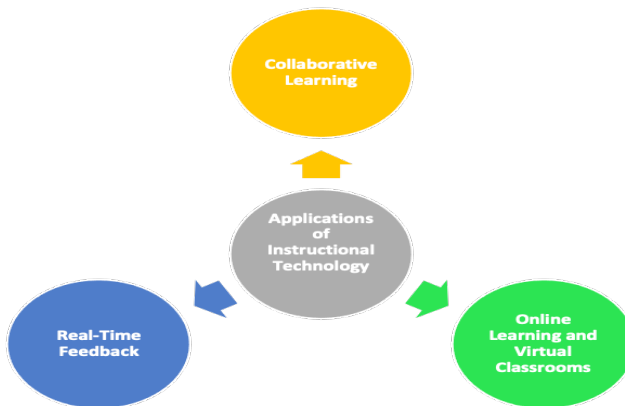 Collaborative
Learning
Applications
of
Instructional
Technology
Real-Time
Feedback
Online
Learning and
Virtual
Classrooms